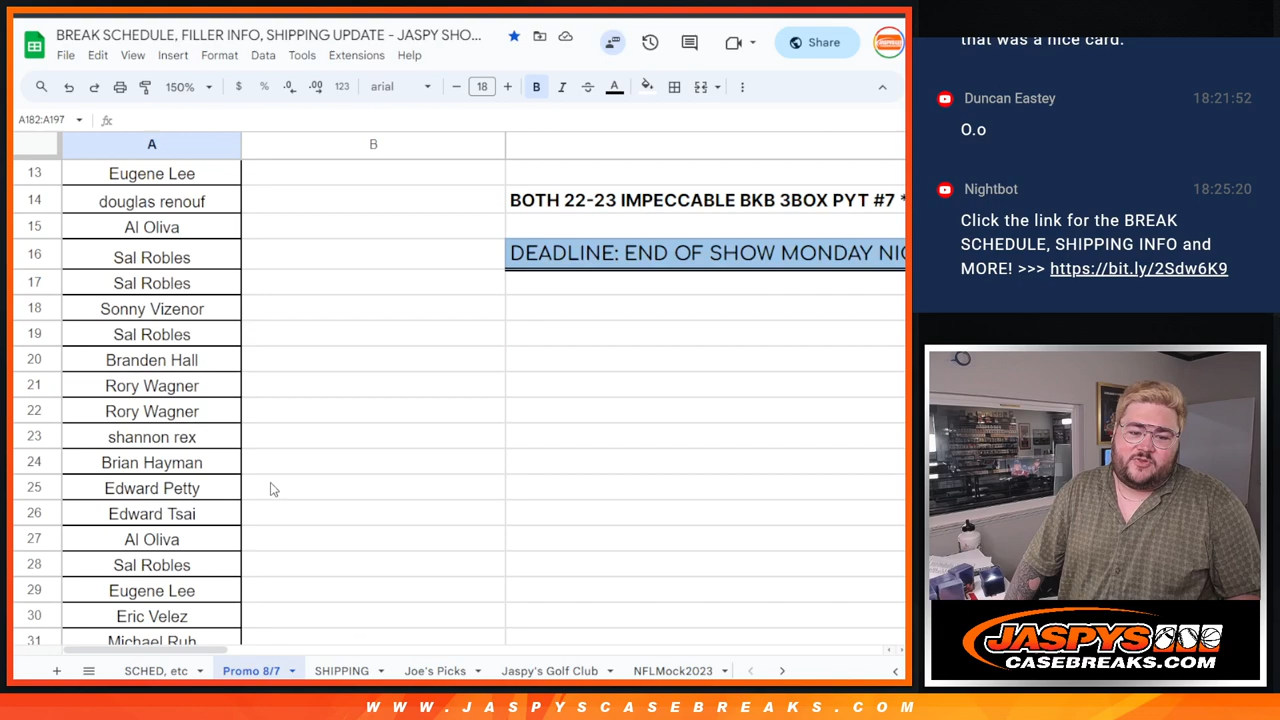 BREAK SCHEDULE, FILLER INFO, SHIPPING UPDATE - JASPY SHO...
File Edit View Insert Format Data Tools Extensions Help
Share
150% $ % .0 .00 123 arial 18 B I A
A182:A197 fx
A B
13 Eugene Lee
14 douglas renouf BOTH 22-23 IMPECCABLE BKB 3BOX PYT #7 *
15 Al Oliva
16 Sal Robles DEADLINE: END OF SHOW MONDAY NI
17 Sal Robles
18 Sonny Vizenor
19 Sal Robles
20 Branden Hall
21 Rory Wagner
22 Rory Wagner
23 shannon rex
24 Brian Hayman
25 Edward Petty
26 Edward Tsai
27 Al Oliva
28 Sal Robles
29 Eugene Lee
30 Eric Velez
31 Michael Ruh
+ SCHED, etc Promo 8/7 SHIPPING Joe's Picks Jaspy's Golf Club NFLMock2023
that was a nice card.
Duncan Eastey 18:21:52
O.o
Nightbot 18:25:20
Click the link for the BREAK
SCHEDULE, SHIPPING INFO and
MORE! >>> https://bit.ly/2Sdw6K9
JASPYS
CASEBREAKS.COM
WWW.JASPYSCASEBREAKS.COM